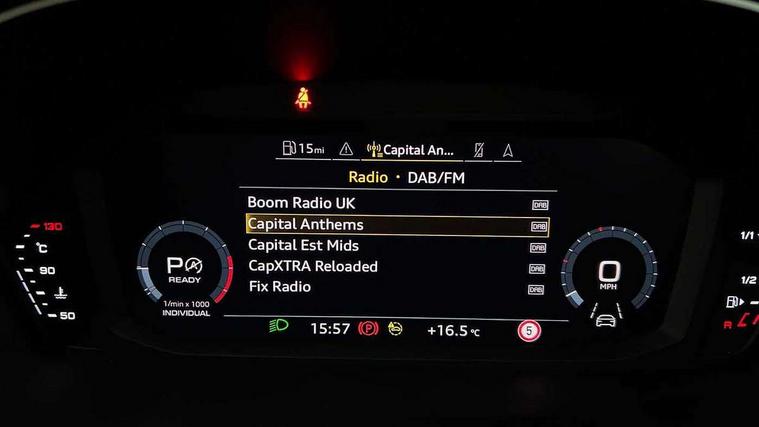 15mi Capital An...
Radio · DAB/FM
Boom Radio UK DAB
Capital Anthems DAB
Capital Est Mids DAB
CapXTRA Reloaded DAB
Fix Radio DAB
130
°C
90
50
P A
READY
1/min x 1000
INDIVIDUAL
0
MPH
1/1
1/2
R
15:57 (P) +16.5 °C 5